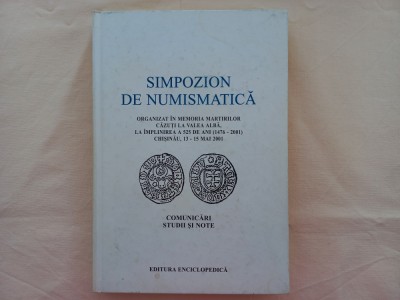 SIMPOZION
DE NUMISMATICĂ
ORGANIZAT ÎN MEMORIA MARTIRILOR
CĂZUȚI LA VALEA ALBĂ,
LA ÎMPLINIREA A 525 DE ANI (1476 - 2001)
CHIȘINĂU, 13 - 15 MAI 2001
COMUNICĂRI
STUDII ȘI NOTE
EDITURA ENCICLOPEDICĂ